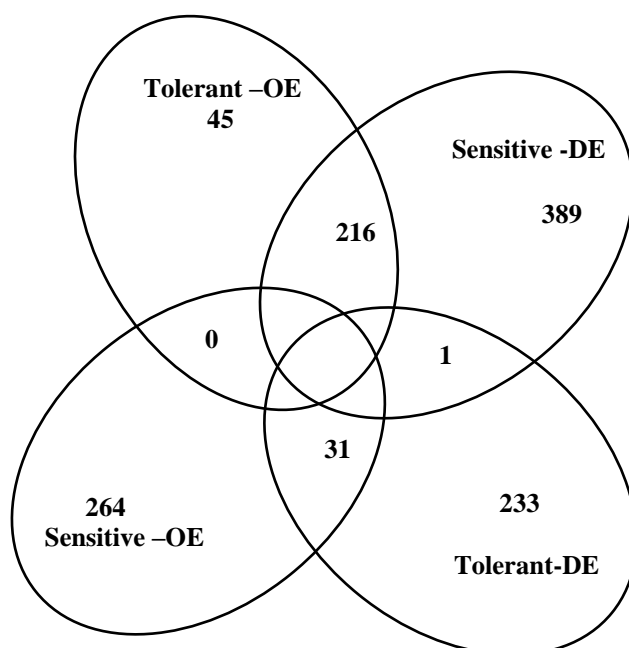 Tolerant –OE
45
Sensitive -DE
389
216
0
1
31
264
Sensitive –OE
233
Tolerant-DE